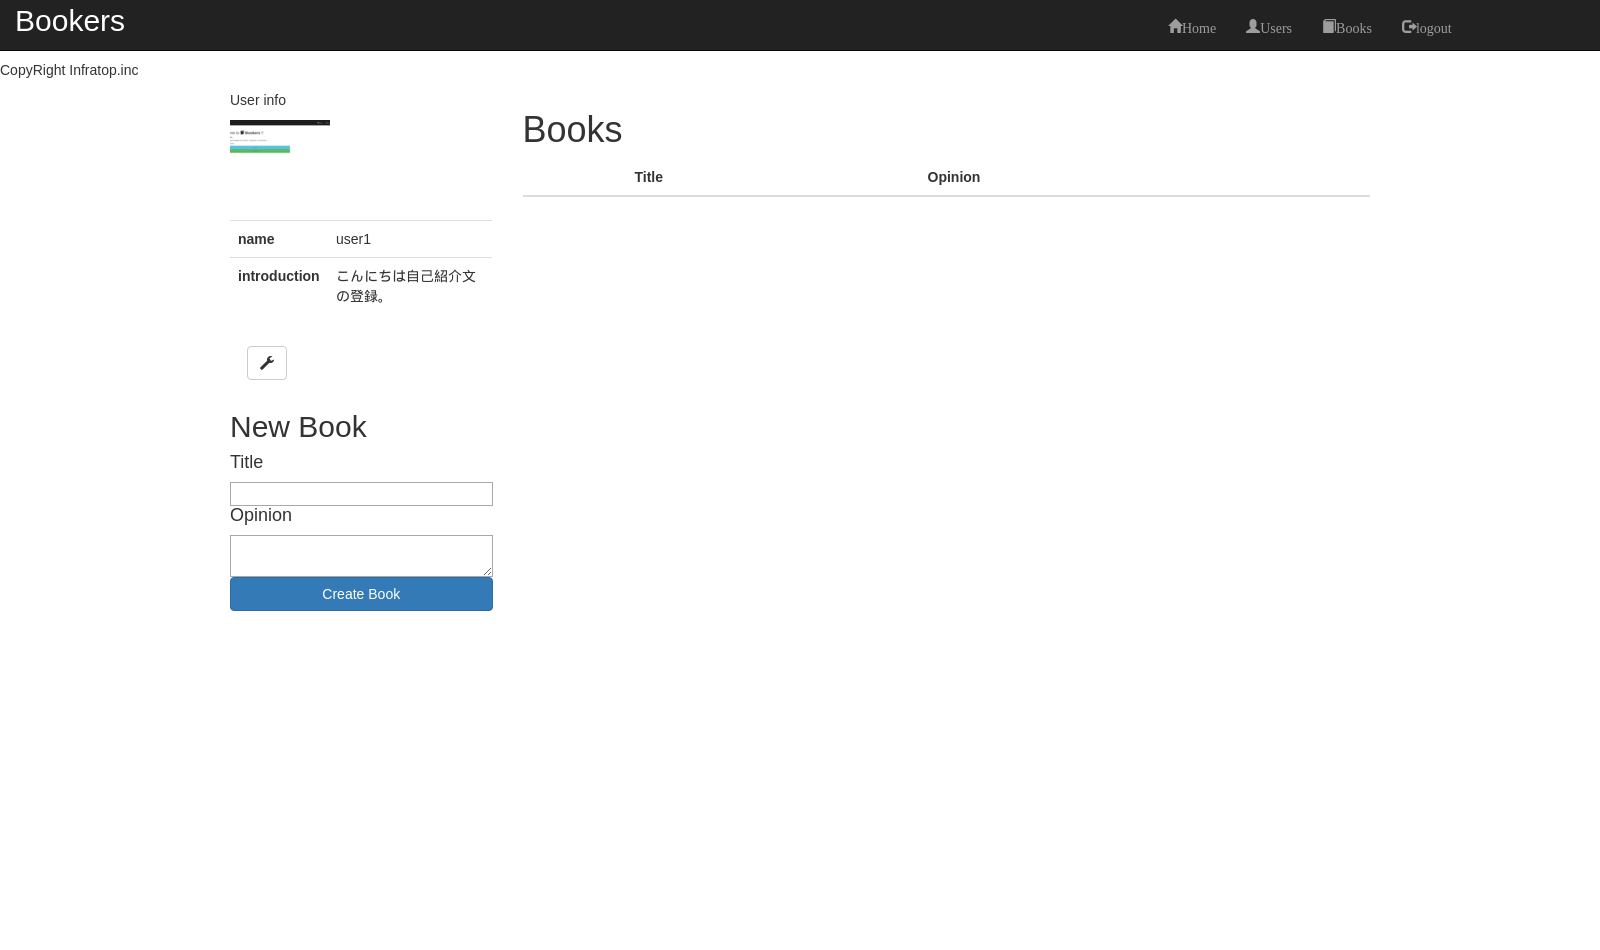 Bookers
Home Users Books logout
CopyRight Infratop.inc
User info
Books
Title Opinion
name user1
introduction こんにちは自己紹介文
の登録。
New Book
Title
Opinion
Create Book